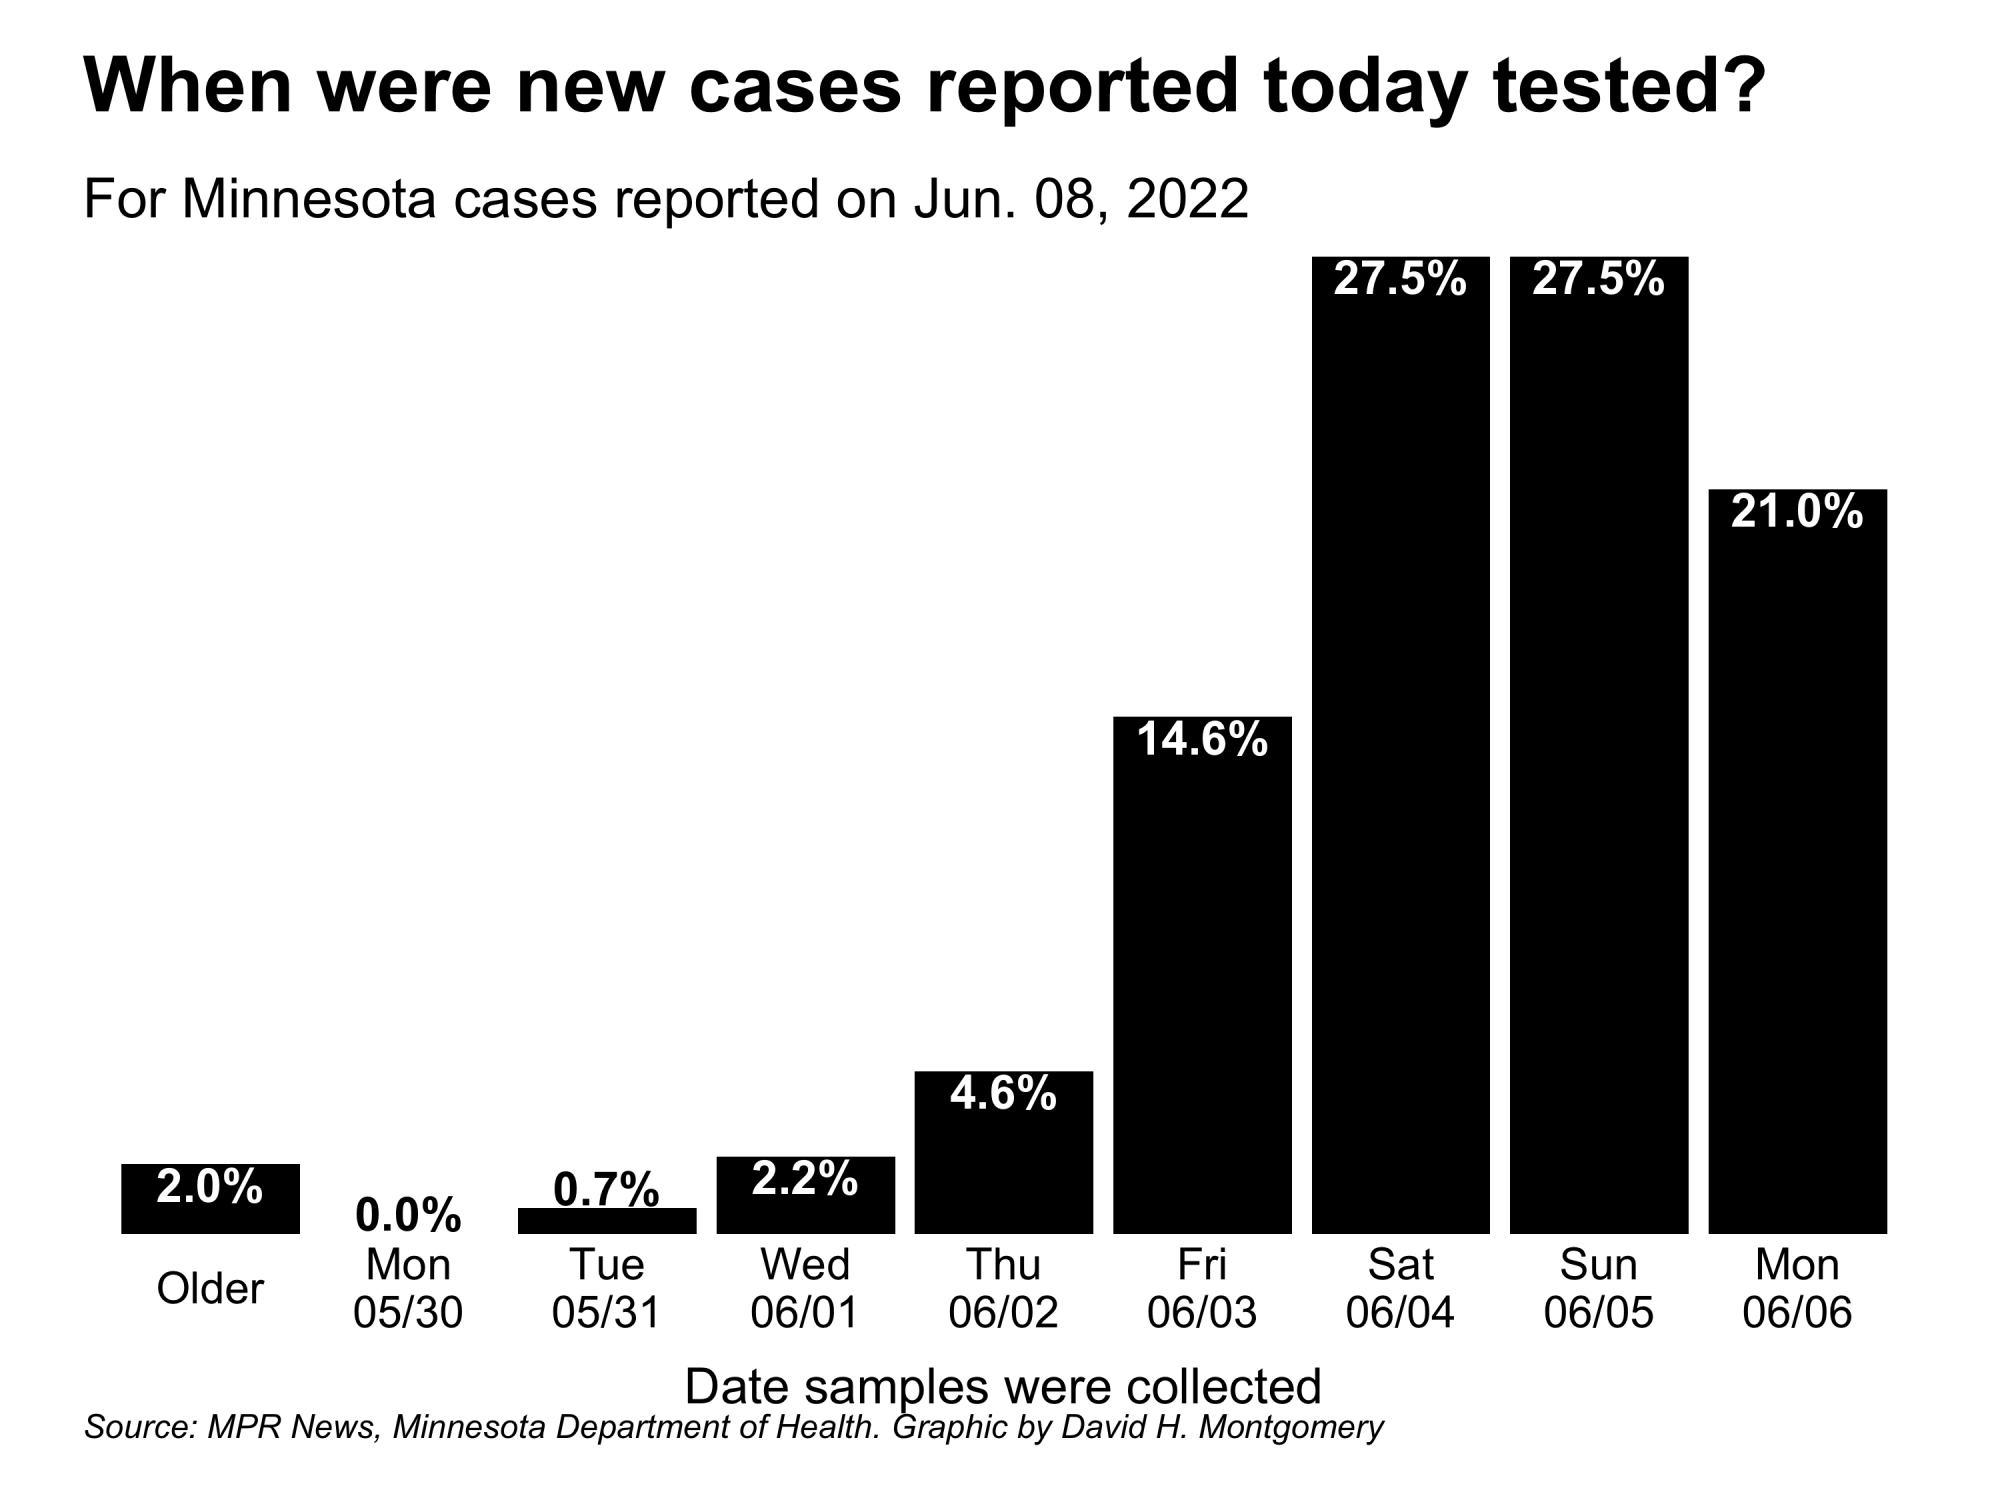 When were new cases reported today tested?
For Minnesota cases reported on Jun. 08, 2022
27.5% 27.5%
21.0%
14.6%
4.6%
2.0% 0.0% 0.7% 2.2%
Older Mon Tue Wed Thu Fri Sat Sun Mon
05/30 05/31 06/01 06/02 06/03 06/04 06/05 06/06
Date samples were collected
Source: MPR News, Minnesota Department of Health. Graphic by David H. Montgomery